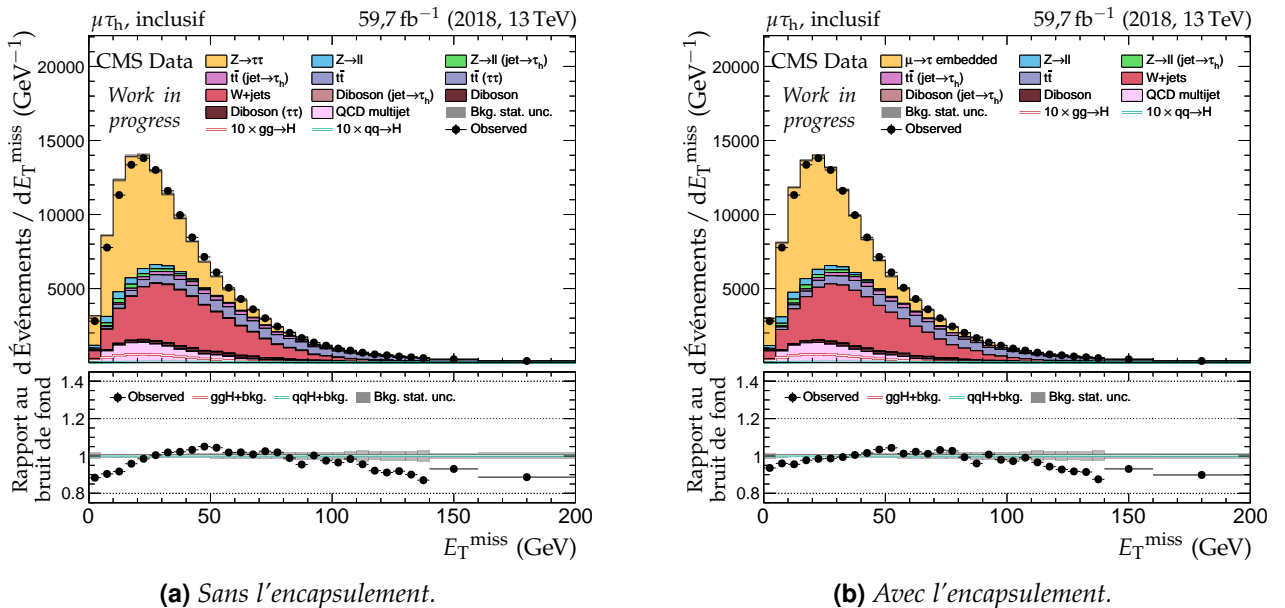 μτh, inclusif 59,7 fb−1 (2018, 13 TeV)
d Événements / dETmiss (GeV−1)
20000
15000
10000
5000
CMS Data
Work in
progress
Z→ττ Z→ll Z→ll (jet→τh)
tt̄ (jet→τh) tt̄ tt̄ (ττ)
W+jets Diboson (jet→τh) Diboson
Diboson (ττ) QCD multijet Bkg. stat. unc.
10 × gg→H 10 × qq→H Observed
Rapport au
bruit de fond
1.4
1.2
1
0.8
Observed ggH+bkg. qqH+bkg. Bkg. stat. unc.
0 50 100 150 200
ETmiss (GeV)
(a) Sans l'encapsulement.
μτh, inclusif 59,7 fb−1 (2018, 13 TeV)
d Événements / dETmiss (GeV−1)
20000
15000
10000
5000
CMS Data
Work in
progress
μ→τ embedded Z→ll Z→ll (jet→τh)
tt̄ (jet→τh) tt̄ W+jets
Diboson (jet→τh) Diboson QCD multijet
Bkg. stat. unc. 10 × gg→H 10 × qq→H
Observed
Rapport au
bruit de fond
1.4
1.2
1
0.8
Observed ggH+bkg. qqH+bkg. Bkg. stat. unc.
0 50 100 150 200
ETmiss (GeV)
(b) Avec l'encapsulement.